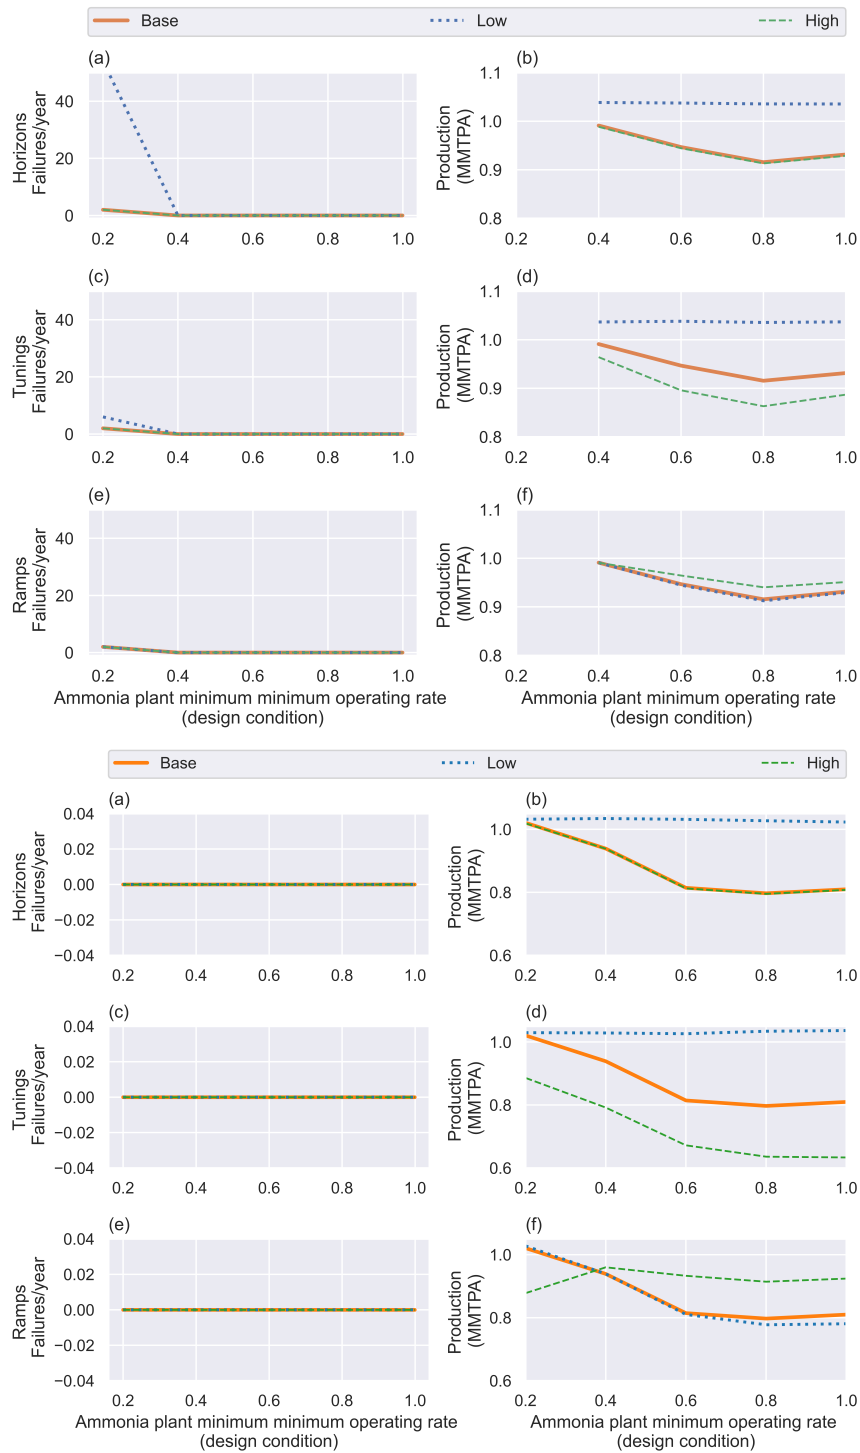 Base Low High
(a) (b)
Horizons
Failures/year
40
20
0
0.2 0.4 0.6 0.8 1.0
Production
(MMTPA)
1.1
1.0
0.9
0.8
0.2 0.4 0.6 0.8 1.0
(c) (d)
Tunings
Failures/year
40
20
0
0.2 0.4 0.6 0.8 1.0
Production
(MMTPA)
1.1
1.0
0.9
0.8
0.2 0.4 0.6 0.8 1.0
(e) (f)
Ramps
Failures/year
40
20
0
0.2 0.4 0.6 0.8 1.0
Ammonia plant minimum minimum operating rate
(design condition)
Production
(MMTPA)
1.1
1.0
0.9
0.8
0.2 0.4 0.6 0.8 1.0
Ammonia plant minimum operating rate
(design condition)
Base Low High
(a) (b)
Horizons
Failures/year
0.04
0.02
0.00
−0.02
−0.04
0.2 0.4 0.6 0.8 1.0
Production
(MMTPA)
1.0
0.8
0.6
0.2 0.4 0.6 0.8 1.0
(c) (d)
Tunings
Failures/year
0.04
0.02
0.00
−0.02
−0.04
0.2 0.4 0.6 0.8 1.0
Production
(MMTPA)
1.0
0.8
0.6
0.2 0.4 0.6 0.8 1.0
(e) (f)
Ramps
Failures/year
0.04
0.02
0.00
−0.02
−0.04
0.2 0.4 0.6 0.8 1.0
Ammonia plant minimum minimum operating rate
(design condition)
Production
(MMTPA)
1.0
0.8
0.6
0.2 0.4 0.6 0.8 1.0
Ammonia plant minimum operating rate
(design condition)